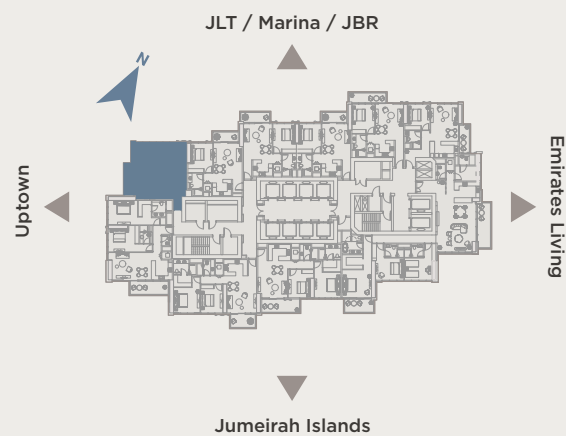 JLT / Marina / JBR
N
Uptown
Emirates Living
Jumeirah Islands